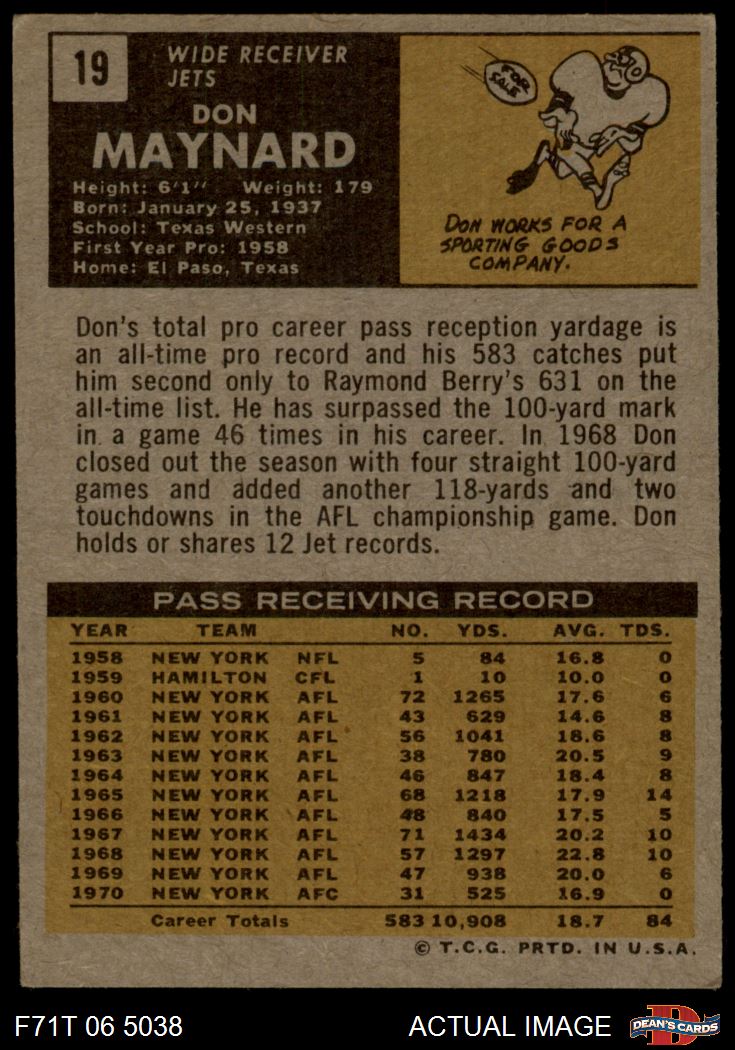 19
WIDE RECEIVER
JETS
DON
MAYNARD
Height: 6'1" Weight: 179
Born: January 25, 1937
School: Texas Western
First Year Pro: 1958
Home: El Paso, Texas
FOR
SALE
DON WORKS FOR A
SPORTING GOODS
COMPANY.
Don's total pro career pass reception yardage is
an all-time pro record and his 583 catches put
him second only to Raymond Berry's 631 on the
all-time list. He has surpassed the 100-yard mark
in a game 46 times in his career. In 1968 Don
closed out the season with four straight 100-yard
games and added another 118-yards and two
touchdowns in the AFL championship game. Don
holds or shares 12 Jet records.
PASS RECEIVING RECORD
YEAR TEAM NO. YDS. AVG. TDS.
1958 NEW YORK NFL 5 84 16.8 0
1959 HAMILTON CFL 1 10 10.0 0
1960 NEW YORK AFL 72 1265 17.6 6
1961 NEW YORK AFL 43 629 14.6 8
1962 NEW YORK AFL 56 1041 18.6 8
1963 NEW YORK AFL 38 780 20.5 9
1964 NEW YORK AFL 46 847 18.4 8
1965 NEW YORK AFL 68 1218 17.9 14
1966 NEW YORK AFL 48 840 17.5 5
1967 NEW YORK AFL 71 1434 20.2 10
1968 NEW YORK AFL 57 1297 22.8 10
1969 NEW YORK AFL 47 938 20.0 6
1970 NEW YORK AFC 31 525 16.9 0
Career Totals 583 10,908 18.7 84
© T.C.G. PRTD. IN U.S.A.
F71T 06 5038 ACTUAL IMAGE
D
DEAN'S CARDS